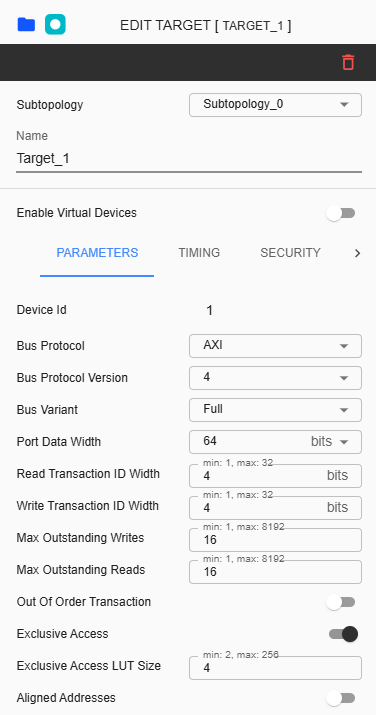 EDIT TARGET [ TARGET_1 ]
Subtopology Subtopology_0
Name
Target_1
Enable Virtual Devices
PARAMETERS TIMING SECURITY
Device Id 1
Bus Protocol AXI
Bus Protocol Version 4
Bus Variant Full
Port Data Width 64 bits
min: 1, max: 32
Read Transaction ID Width 4 bits
min: 1, max: 32
Write Transaction ID Width 4 bits
min: 1, max: 8192
Max Outstanding Writes 16
min: 1, max: 8192
Max Outstanding Reads 16
Out Of Order Transaction
Exclusive Access
min: 2, max: 256
Exclusive Access LUT Size 4
Aligned Addresses